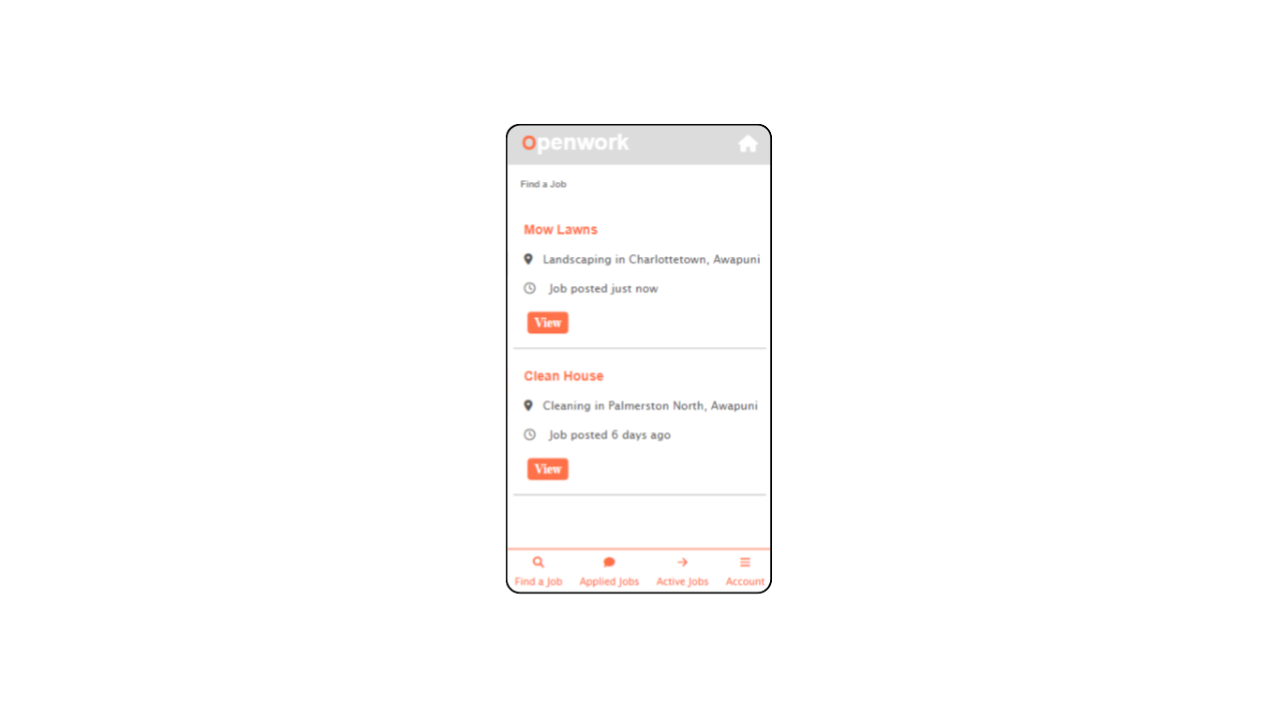 Openwork
Find a Job
Mow Lawns
Landscaping in Charlottetown, Awapuni
Job posted just now
View
Clean House
Cleaning in Palmerston North, Awapuni
Job posted 6 days ago
View
Find a Job Applied Jobs Active Jobs Account